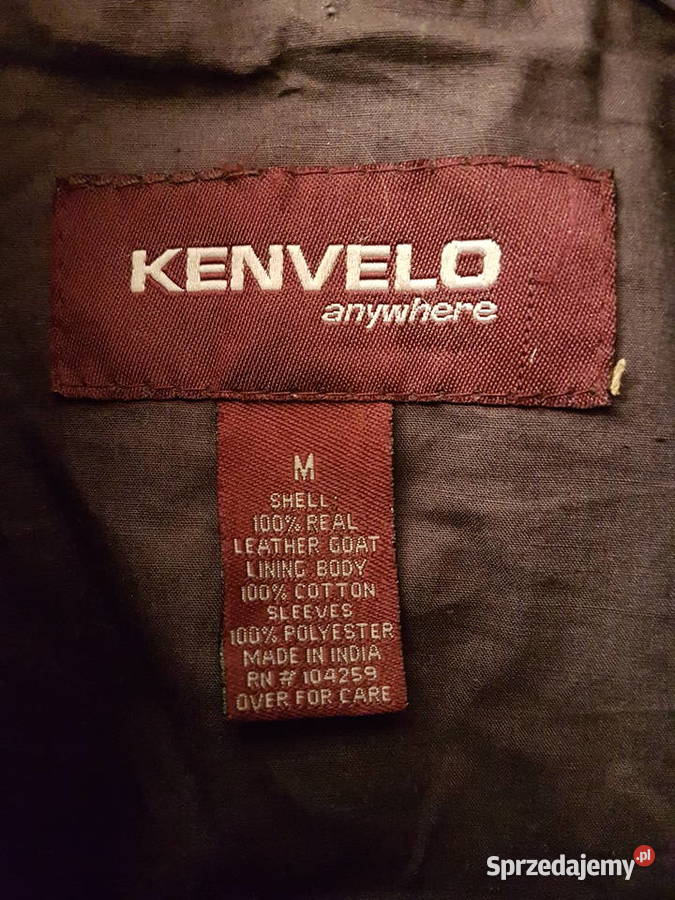 KENVELO
anywhere
M
SHELL:
100% REAL
LEATHER GOAT
LINING BODY
100% COTTON
SLEEVES
100% POLYESTER
MADE IN INDIA
RN # 104259
OVER FOR CARE
Sprzedajemy.pl